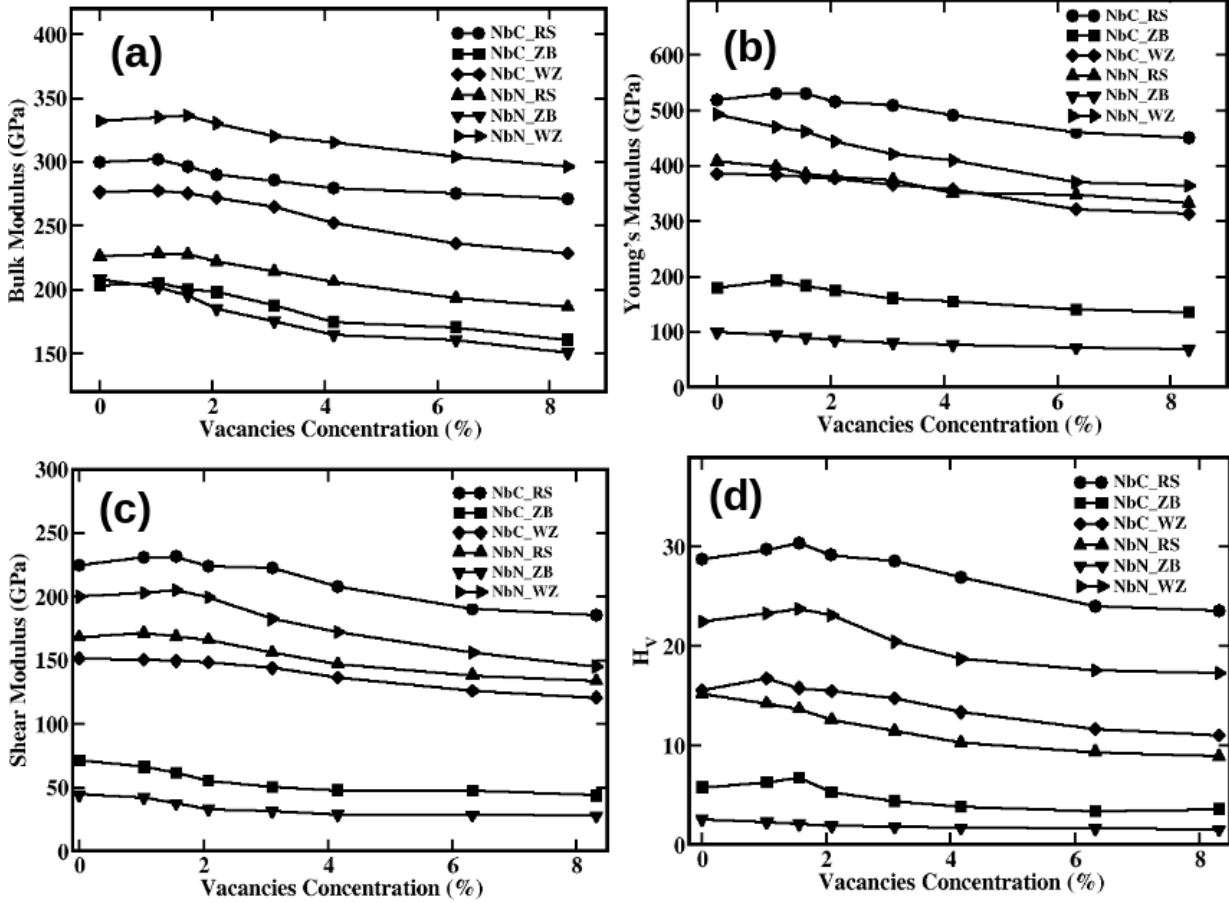 (a)
400
350
300
250
200
150
Bulk Modulus (GPa)
NbC_RS
NbC_ZB
NbC_WZ
NbN_RS
NbN_ZB
NbN_WZ
0 2 4 6 8
Vacancies Concentration (%)
(b)
600
500
400
300
200
100
0
Young's Modulus (GPa)
NbC_RS
NbC_ZB
NbC_WZ
NbN_RS
NbN_ZB
NbN_WZ
0 2 4 6 8
Vacancies Concentration (%)
(c)
300
250
200
150
100
50
0
Shear Modulus (GPa)
NbC_RS
NbC_ZB
NbC_WZ
NbN_RS
NbN_ZB
NbN_WZ
0 2 4 6 8
Vacancies Concentration (%)
(d)
30
20
10
0
Hv
NbC_RS
NbC_ZB
NbC_WZ
NbN_RS
NbN_ZB
NbN_WZ
0 2 4 6 8
Vacancies Concentration (%)